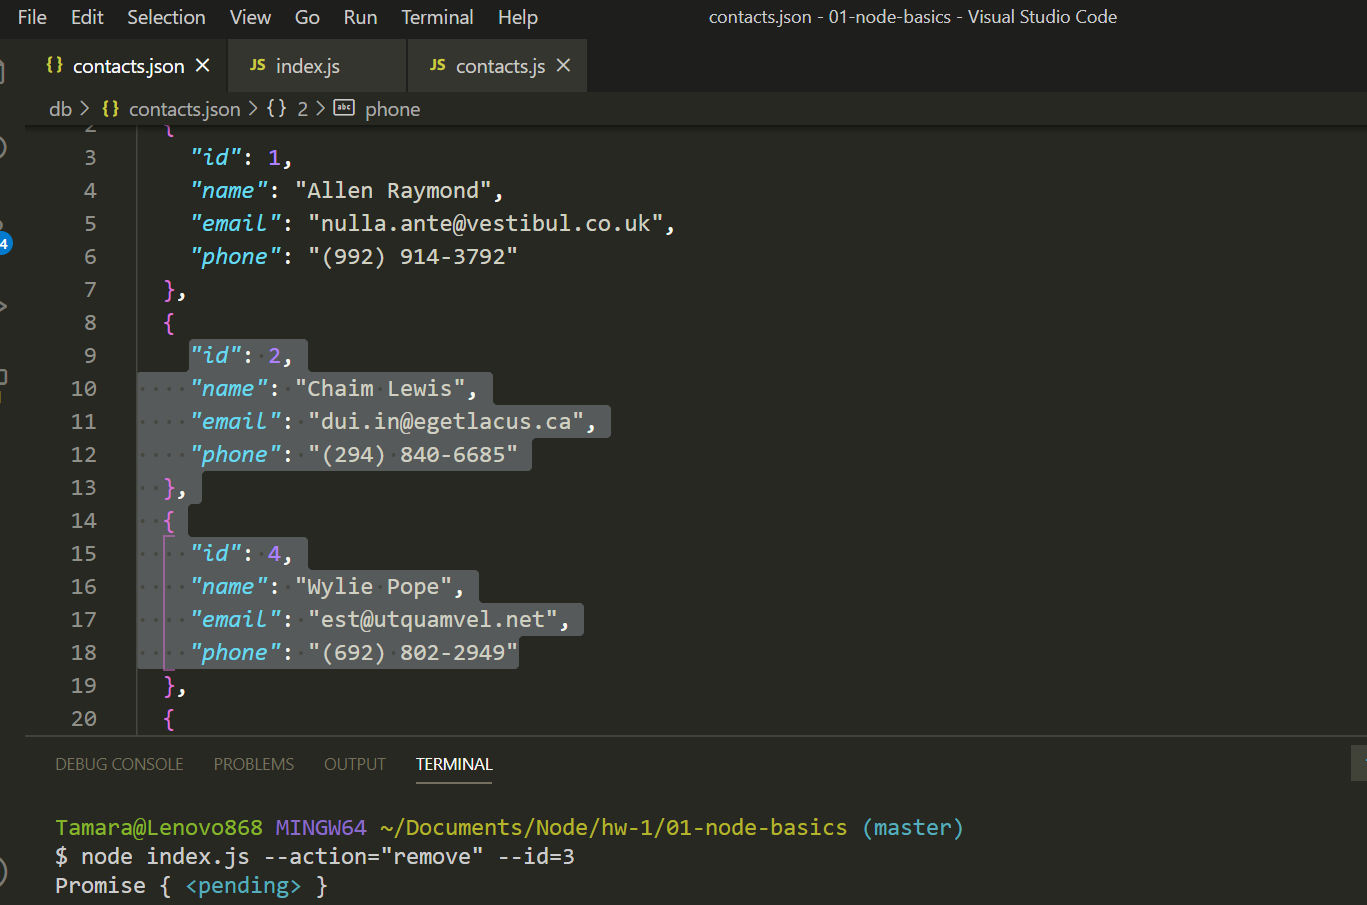 File Edit Selection View Go Run Terminal Help contacts.json - 01-node-basics - Visual Studio Code
{} contacts.json × JS index.js JS contacts.js ×
db > {} contacts.json > {} 2 > abc phone
2 {
3 "id": 1,
4 "name": "Allen Raymond",
5 "email": "nulla.ante@vestibul.co.uk",
6 "phone": "(992) 914-3792"
7 },
8 {
9 "id": 2,
10 "name": "Chaim Lewis",
11 "email": "dui.in@egetlacus.ca",
12 "phone": "(294) 840-6685"
13 },
14 {
15 "id": 4,
16 "name": "Wylie Pope",
17 "email": "est@utquamvel.net",
18 "phone": "(692) 802-2949"
19 },
20 {
4
DEBUG CONSOLE PROBLEMS OUTPUT TERMINAL
Tamara@Lenovo868 MINGW64 ~/Documents/Node/hw-1/01-node-basics (master)
$ node index.js --action="remove" --id=3
Promise { <pending> }